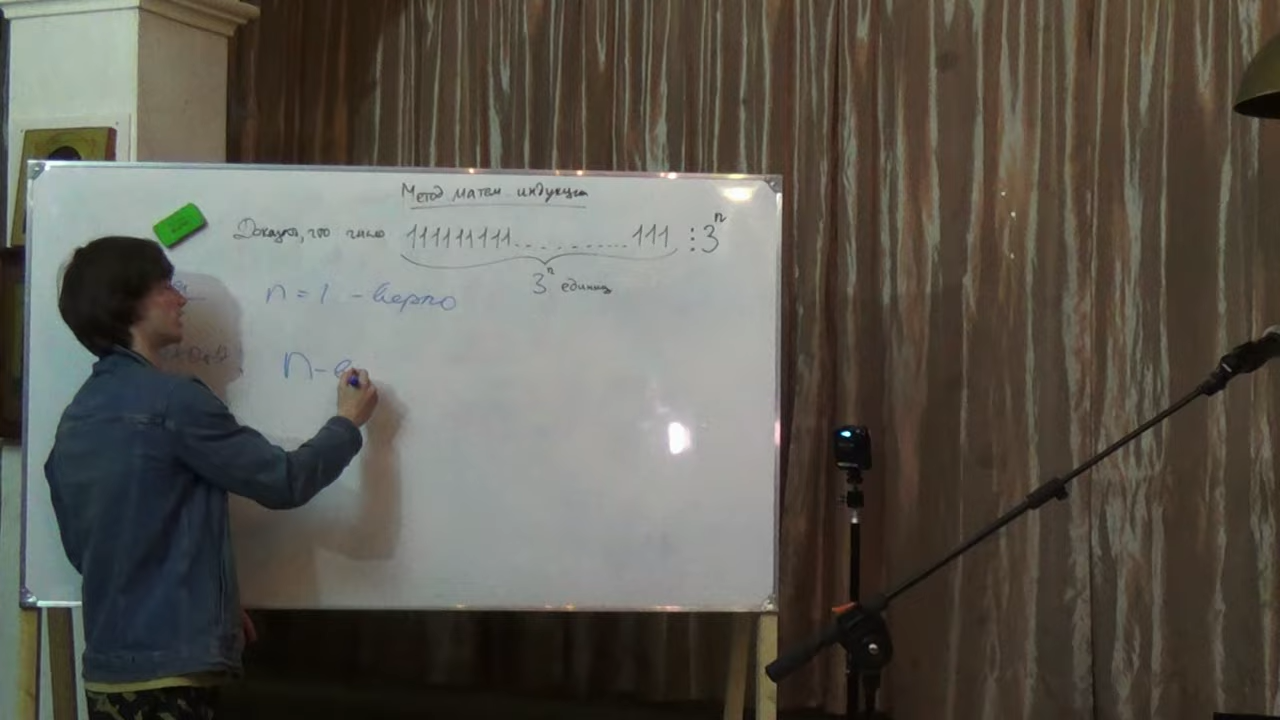 Метод матем индукции
Доказать, что число 111111111.........111 ⋮ 3ⁿ
3ⁿ единиц
n = 1 - верно
n - в